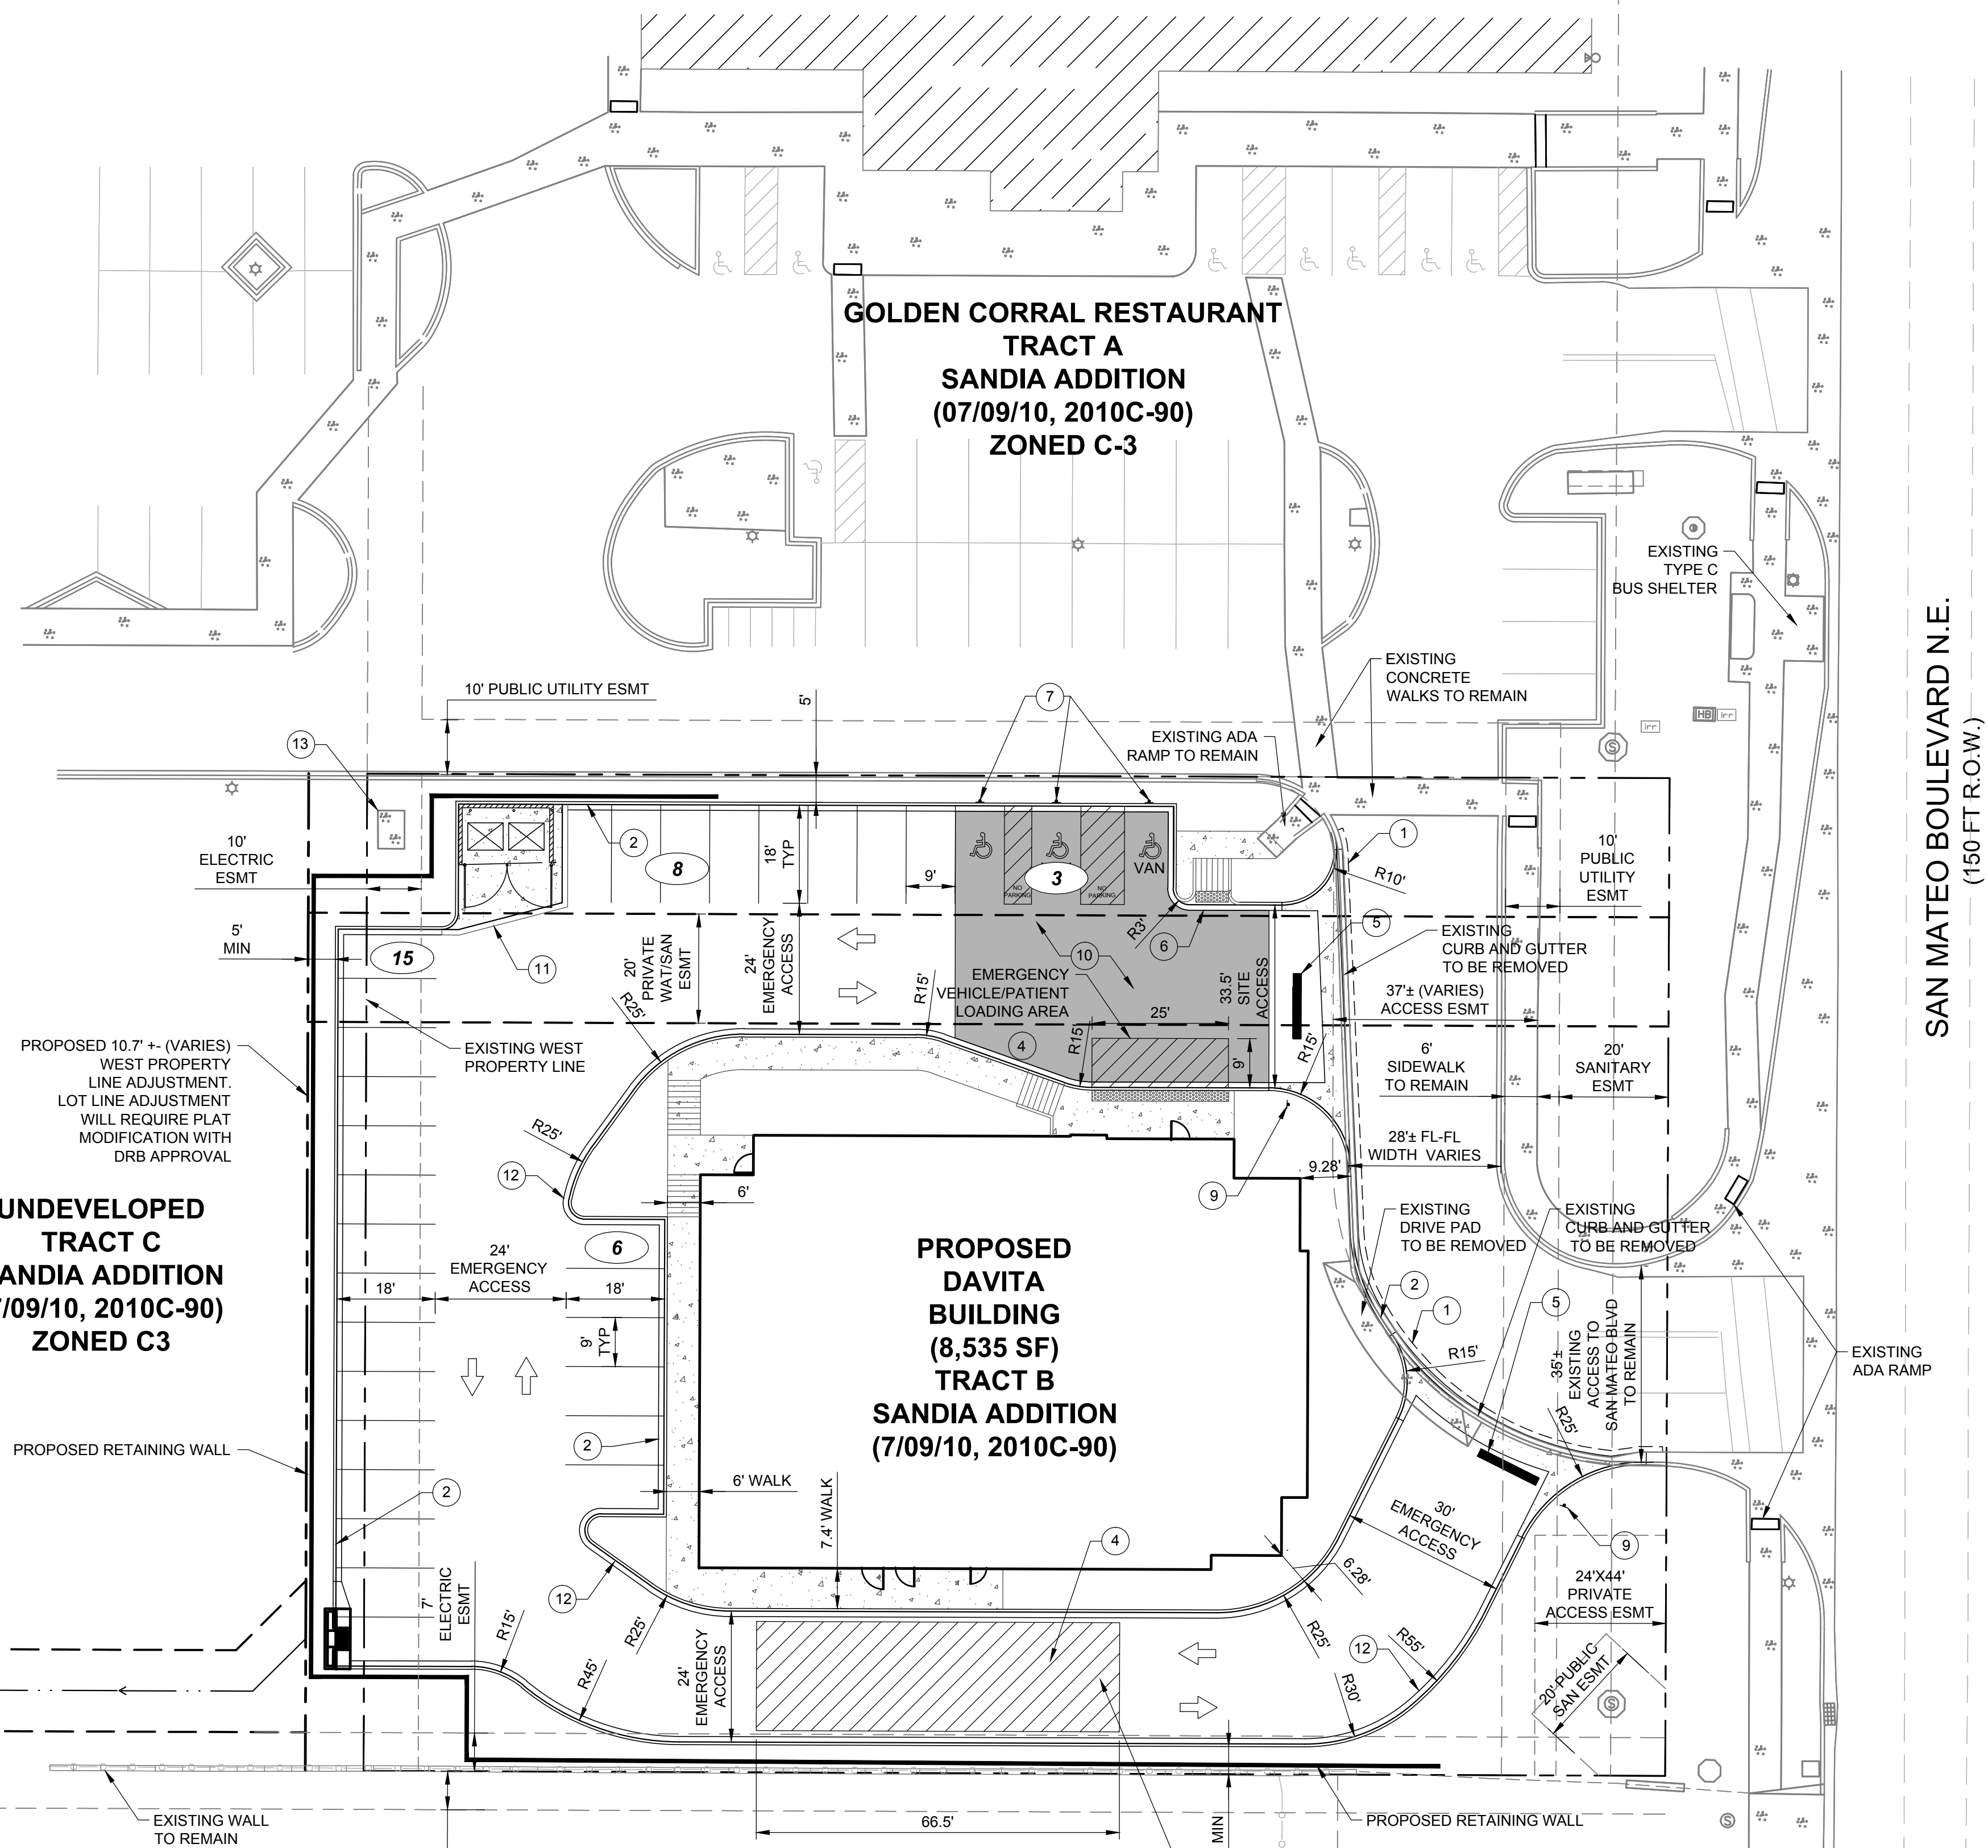 GOLDEN CORRAL RESTAURANT
TRACT A
SANDIA ADDITION
(07/09/10, 2010C-90)
ZONED C-3
EXISTING
TYPE C
BUS SHELTER
SAN MATEO BOULEVARD N.E.
(150 FT R.O.W.)
EXISTING
CONCRETE
WALKS TO REMAIN
10' PUBLIC UTILITY ESMT
5'
7
HB
irr
irr
S
EXISTING ADA
RAMP TO REMAIN
13
10'
ELECTRIC
ESMT
2
8
18'
TYP
9'
NO
PARKING
3
NO
PARKING
VAN
1
R10'
10'
PUBLIC
UTILITY
ESMT
5'
MIN
15
11
20'
PRIVATE
WAT/SAN
ESMT
24'
EMERGENCY
ACCESS
R3'
6
10
5
EXISTING
CURB AND GUTTER
TO BE REMOVED
EMERGENCY
VEHICLE/PATIENT
LOADING AREA
33.5'
SITE
ACCESS
37'± (VARIES)
ACCESS ESMT
R25'
R15'
25'
4
R15'
9'
R15'
PROPOSED 10.7' +- (VARIES)
WEST PROPERTY
LINE ADJUSTMENT.
LOT LINE ADJUSTMENT
WILL REQUIRE PLAT
MODIFICATION WITH
DRB APPROVAL
EXISTING WEST
PROPERTY LINE
6'
SIDEWALK
TO REMAIN
20'
SANITARY
ESMT
R25'
12
6'
9.28'
28'± FL-FL
WIDTH VARIES
9
UNDEVELOPED
TRACT C
SANDIA ADDITION
7/09/10, 2010C-90)
ZONED C3
6
24'
EMERGENCY
ACCESS
18'
18'
9'
TYP
PROPOSED
DAVITA
BUILDING
(8,535 SF)
TRACT B
SANDIA ADDITION
(7/09/10, 2010C-90)
EXISTING
DRIVE PAD
TO BE REMOVED
EXISTING
CURB AND GUTTER
TO BE REMOVED
2
1
5
R15'
35'±
EXISTING
ACCESS TO
SAN MATEO BLVD
TO REMAIN
EXISTING
ADA RAMP
R25'
PROPOSED RETAINING WALL
2
2
6' WALK
7.4' WALK
4
30'
EMERGENCY
ACCESS
9
6.28'
24'X44'
PRIVATE
ACCESS ESMT
12
7'
ELECTRIC
ESMT
R15'
R25'
R45'
24'
EMERGENCY
ACCESS
R25'
12
R55'
R30'
20' PUBLIC
SAN ESMT
S
EXISTING WALL
TO REMAIN
66.5'
MIN
PROPOSED RETAINING WALL
S